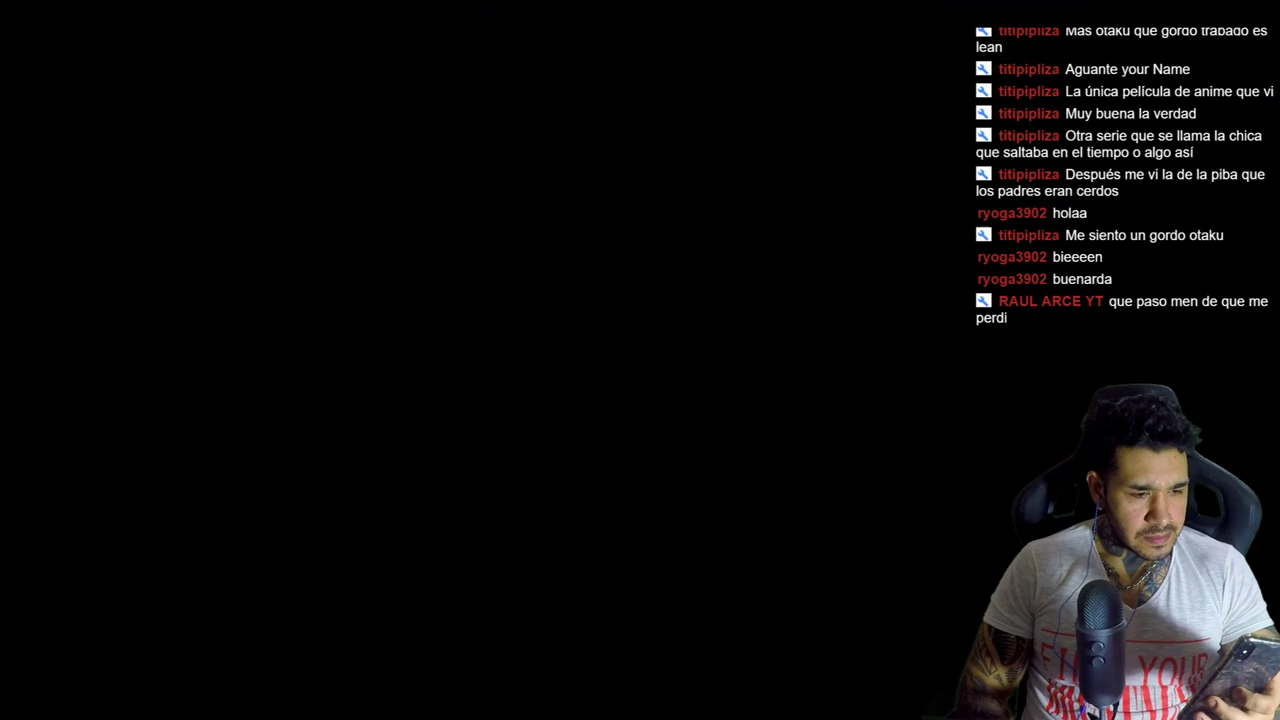 titipipliza Mas otaku que gordo trabado es
lean
titipipliza Aguante your Name
titipipliza La única película de anime que vi
titipipliza Muy buena la verdad
titipipliza Otra serie que se llama la chica
que saltaba en el tiempo o algo así
titipipliza Después me vi la de la piba que
los padres eran cerdos
ryoga3902 holaa
titipipliza Me siento un gordo otaku
ryoga3902 bieeeen
ryoga3902 buenarda
RAUL ARCE YT que paso men de que me
perdi
YOUR